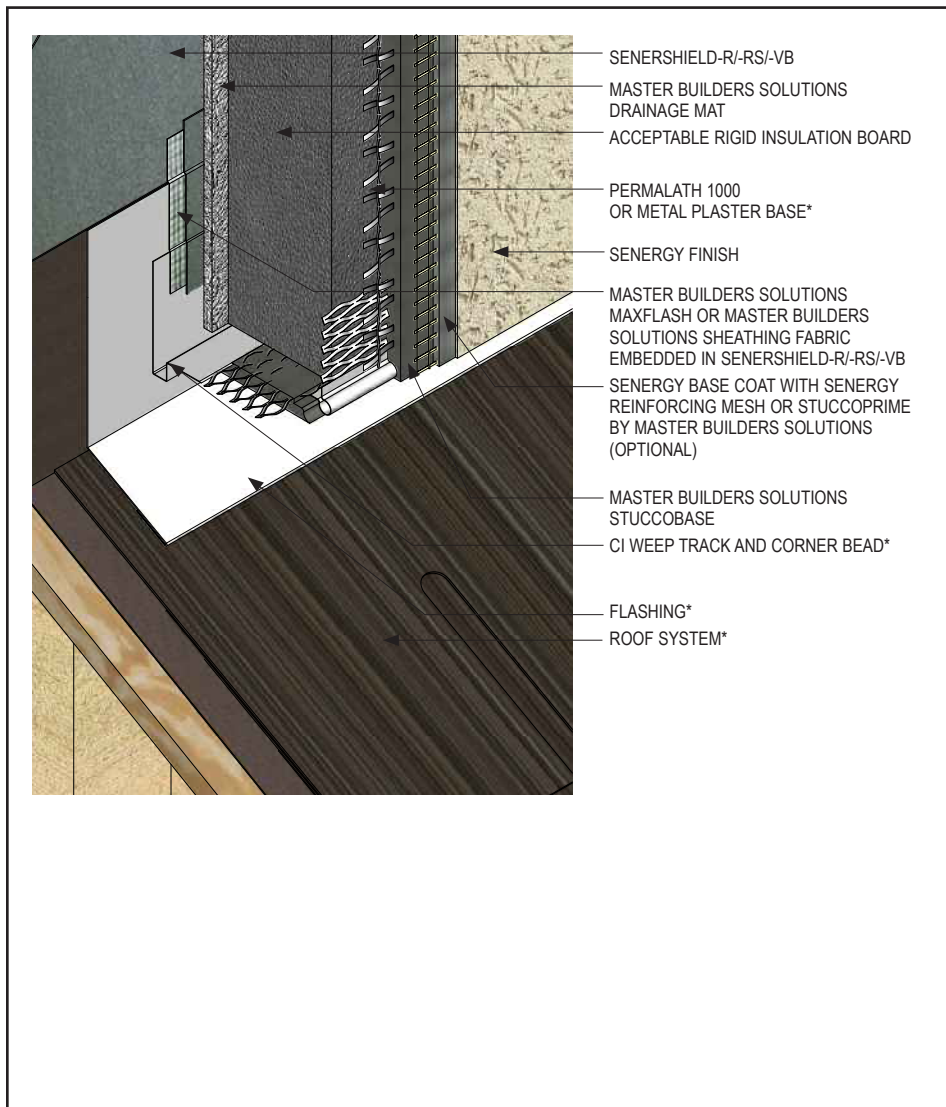 SENERSHIELD-R/-RS/-VB
MASTER BUILDERS SOLUTIONS
DRAINAGE MAT
ACCEPTABLE RIGID INSULATION BOARD
PERMALATH 1000
OR METAL PLASTER BASE*
SENERGY FINISH
MASTER BUILDERS SOLUTIONS
MAXFLASH OR MASTER BUILDERS
SOLUTIONS SHEATHING FABRIC
EMBEDDED IN SENERSHIELD-R/-RS/-VB
SENERGY BASE COAT WITH SENERGY
REINFORCING MESH OR STUCCOPRIME
BY MASTER BUILDERS SOLUTIONS
(OPTIONAL)
MASTER BUILDERS SOLUTIONS
STUCCOBASE
CI WEEP TRACK AND CORNER BEAD*
FLASHING*
ROOF SYSTEM*